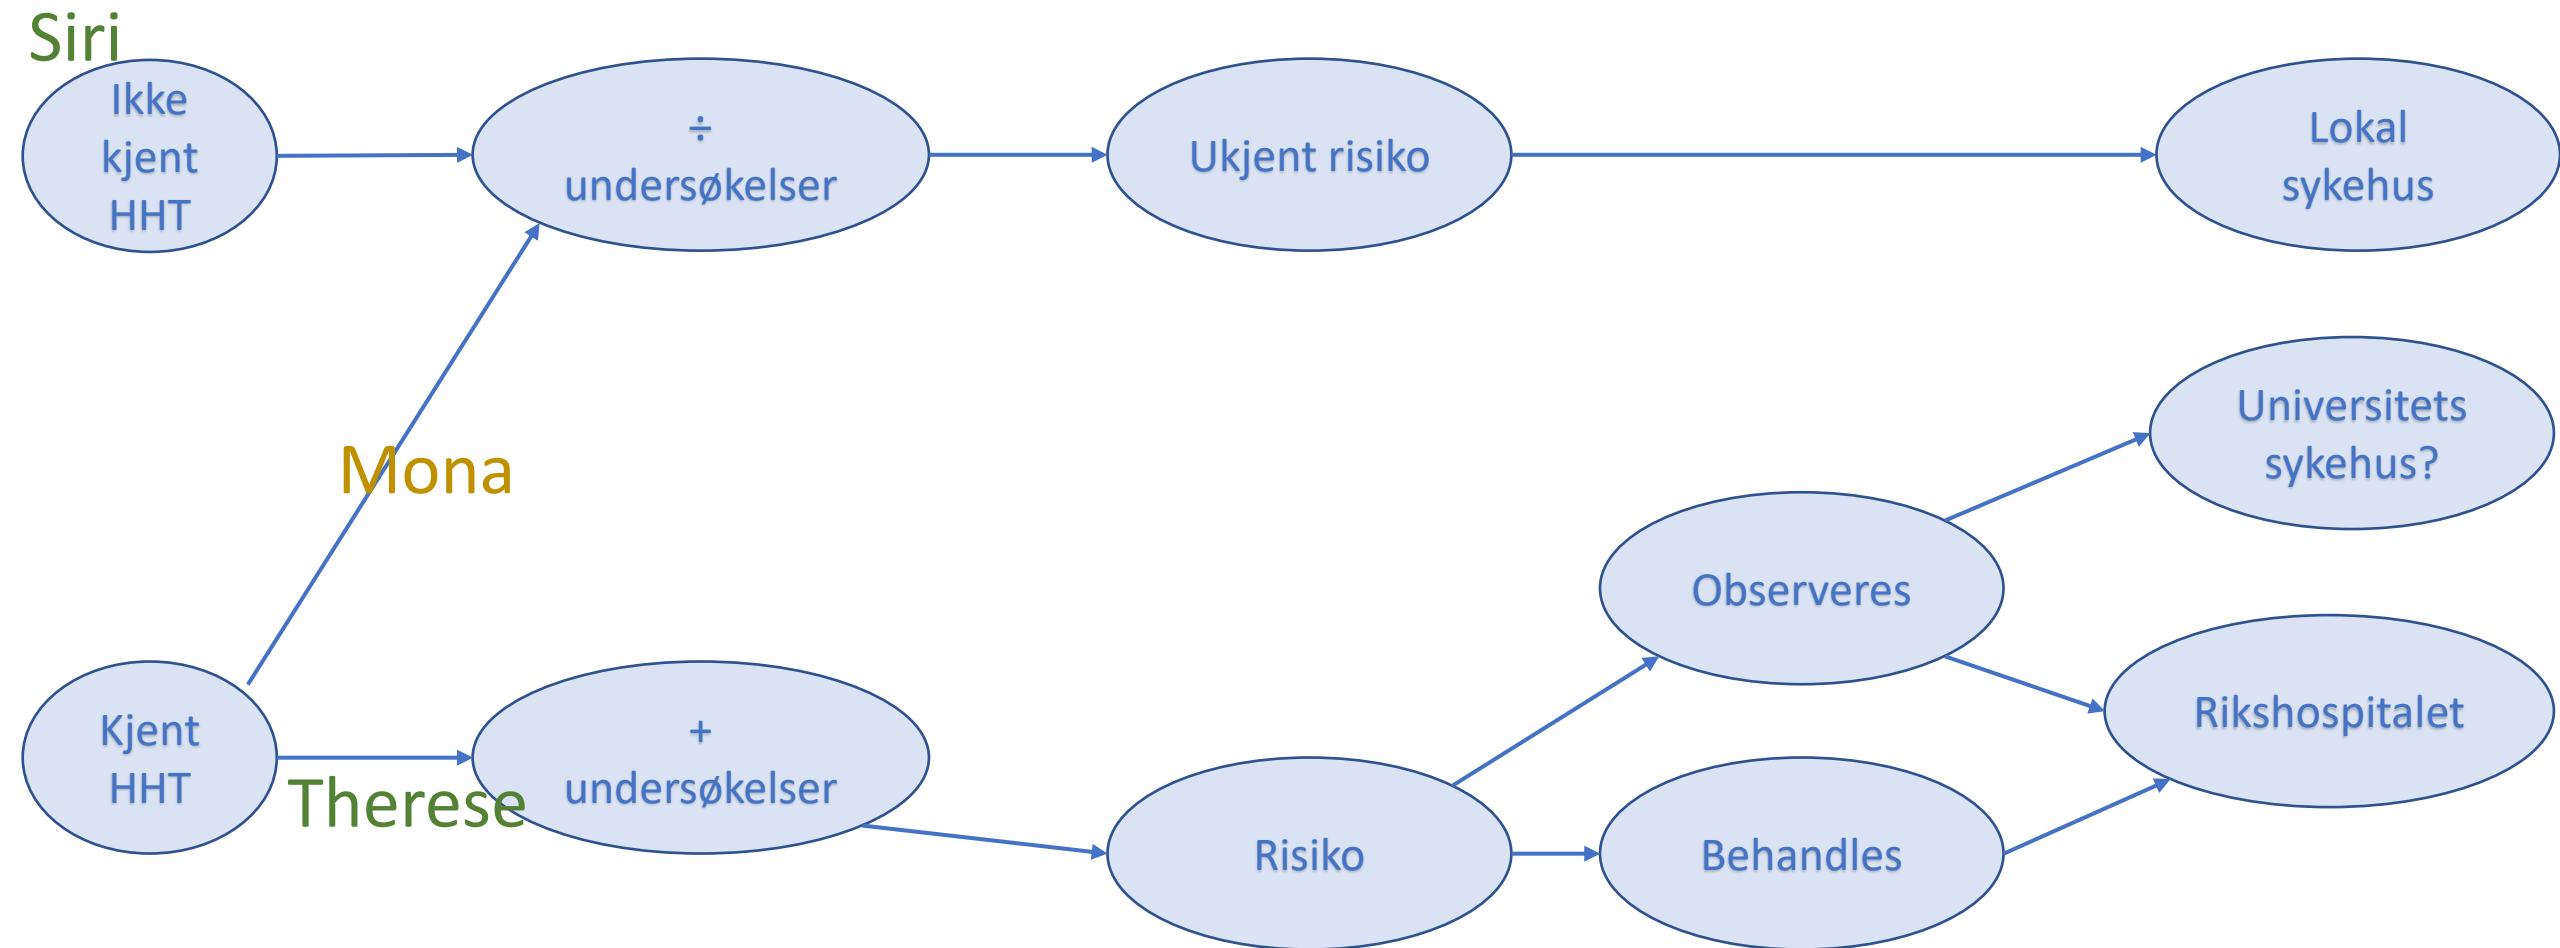 Siri
Ikke
kjent
HHT
÷
undersøkelser
Ukjent risiko
Lokal
sykehus
Mona
Universitets
sykehus?
Observeres
Kjent
HHT
Therese
+
undersøkelser
Rikshospitalet
Risiko
Behandles